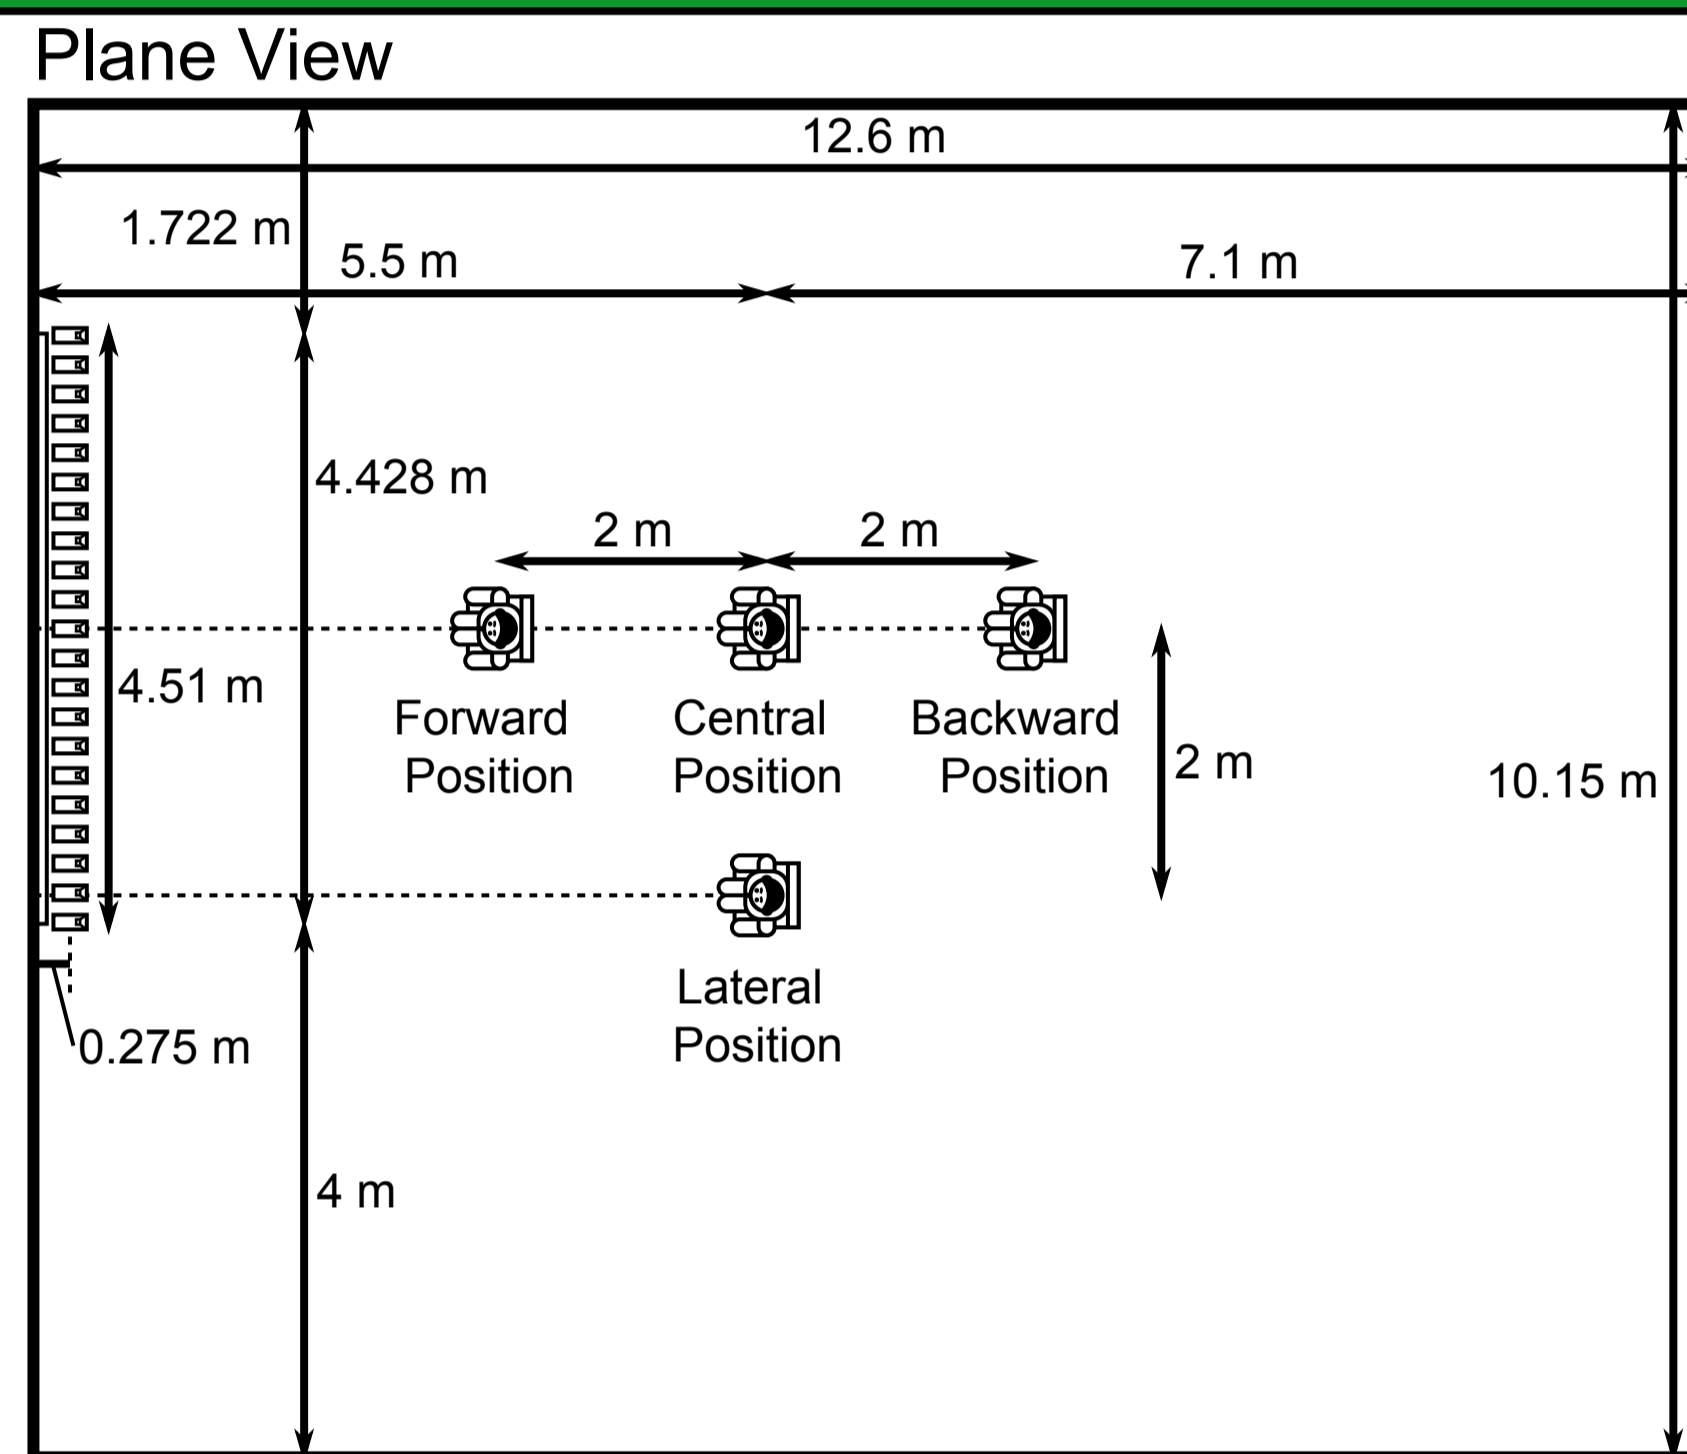 Plane View
12.6 m
1.722 m
5.5 m
7.1 m
4.428 m
2 m
2 m
4.51 m
Forward
Position
Central
Position
Backward
Position
2 m
10.15 m
Lateral
Position
0.275 m
4 m